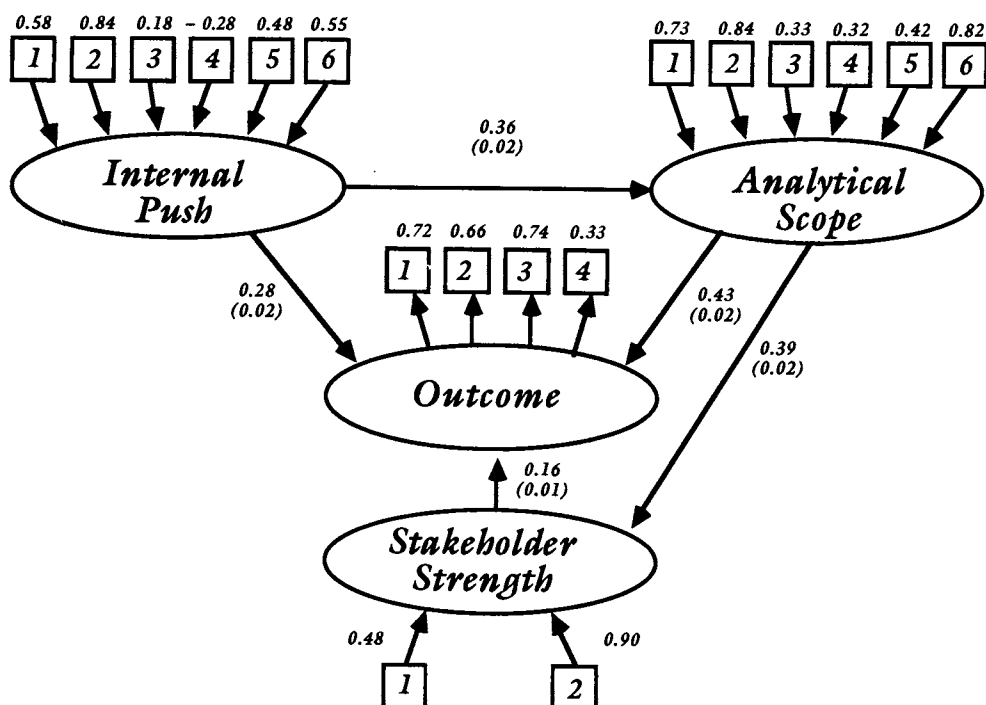 0.58 0.84 0.18 - 0.28 0.48 0.55
1 2 3 4 5 6
0.73 0.84 0.33 0.32 0.42 0.82
1 2 3 4 5 6
Internal
Push
0.36
(0.02)
Analytical
Scope
0.72 0.66 0.74 0.33
1 2 3 4
0.28
(0.02)
0.43
(0.02)
0.39
(0.02)
Outcome
0.16
(0.01)
Stakeholder
Strength
0.48 0.90
1 2